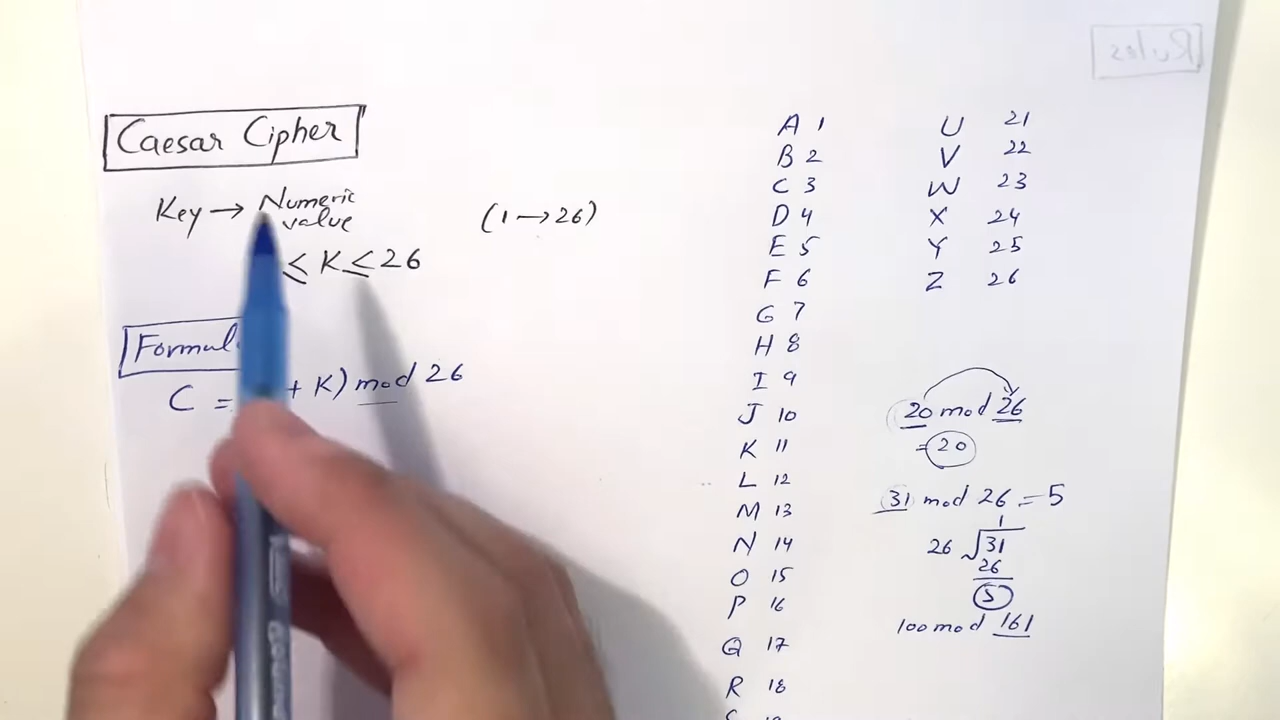 Caesar Cipher
Key → Numeric
value
(1 → 26)
≤ K ≤ 26
Formul
C = + K) mod 26
A 1
B 2
C 3
D 4
E 5
F 6
G 7
H 8
I 9
J 10
K 11
L 12
M 13
N 14
O 15
P 16
Q 17
R 18
U 21
V 22
W 23
X 24
Y 25
Z 26
20 mod 26
= 20
31 mod 26 = 5
1
26 √31
26
5
100 mod 161
Rules